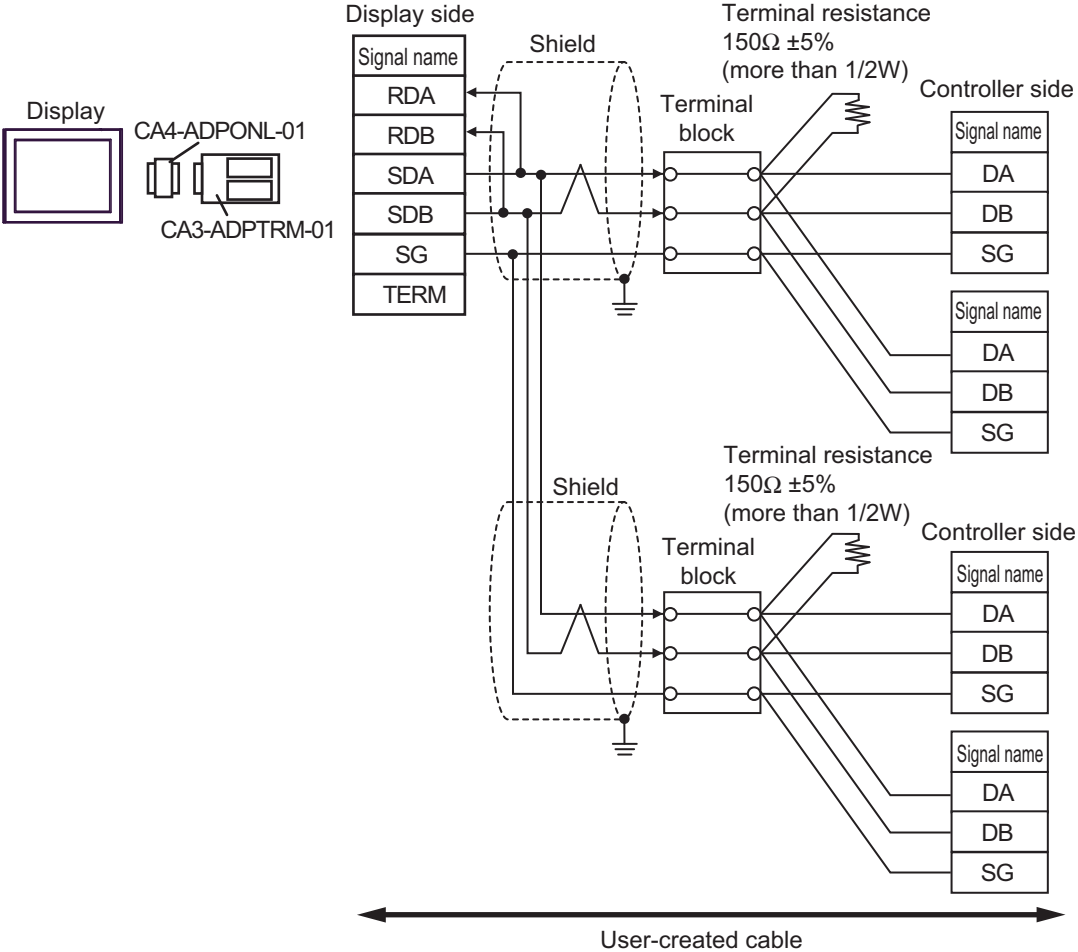 Display side
Terminal resistance
150Ω ±5%
(more than 1/2W)
Shield
Signal name
RDA
RDB
SDA
SDB
SG
TERM
Display
CA4-ADPONL-01
CA3-ADPTRM-01
Terminal
block
Controller side
Signal name
DA
DB
SG
Signal name
DA
DB
SG
Terminal resistance
150Ω ±5%
(more than 1/2W)
Shield
Terminal
block
Controller side
Signal name
DA
DB
SG
Signal name
DA
DB
SG
User-created cable